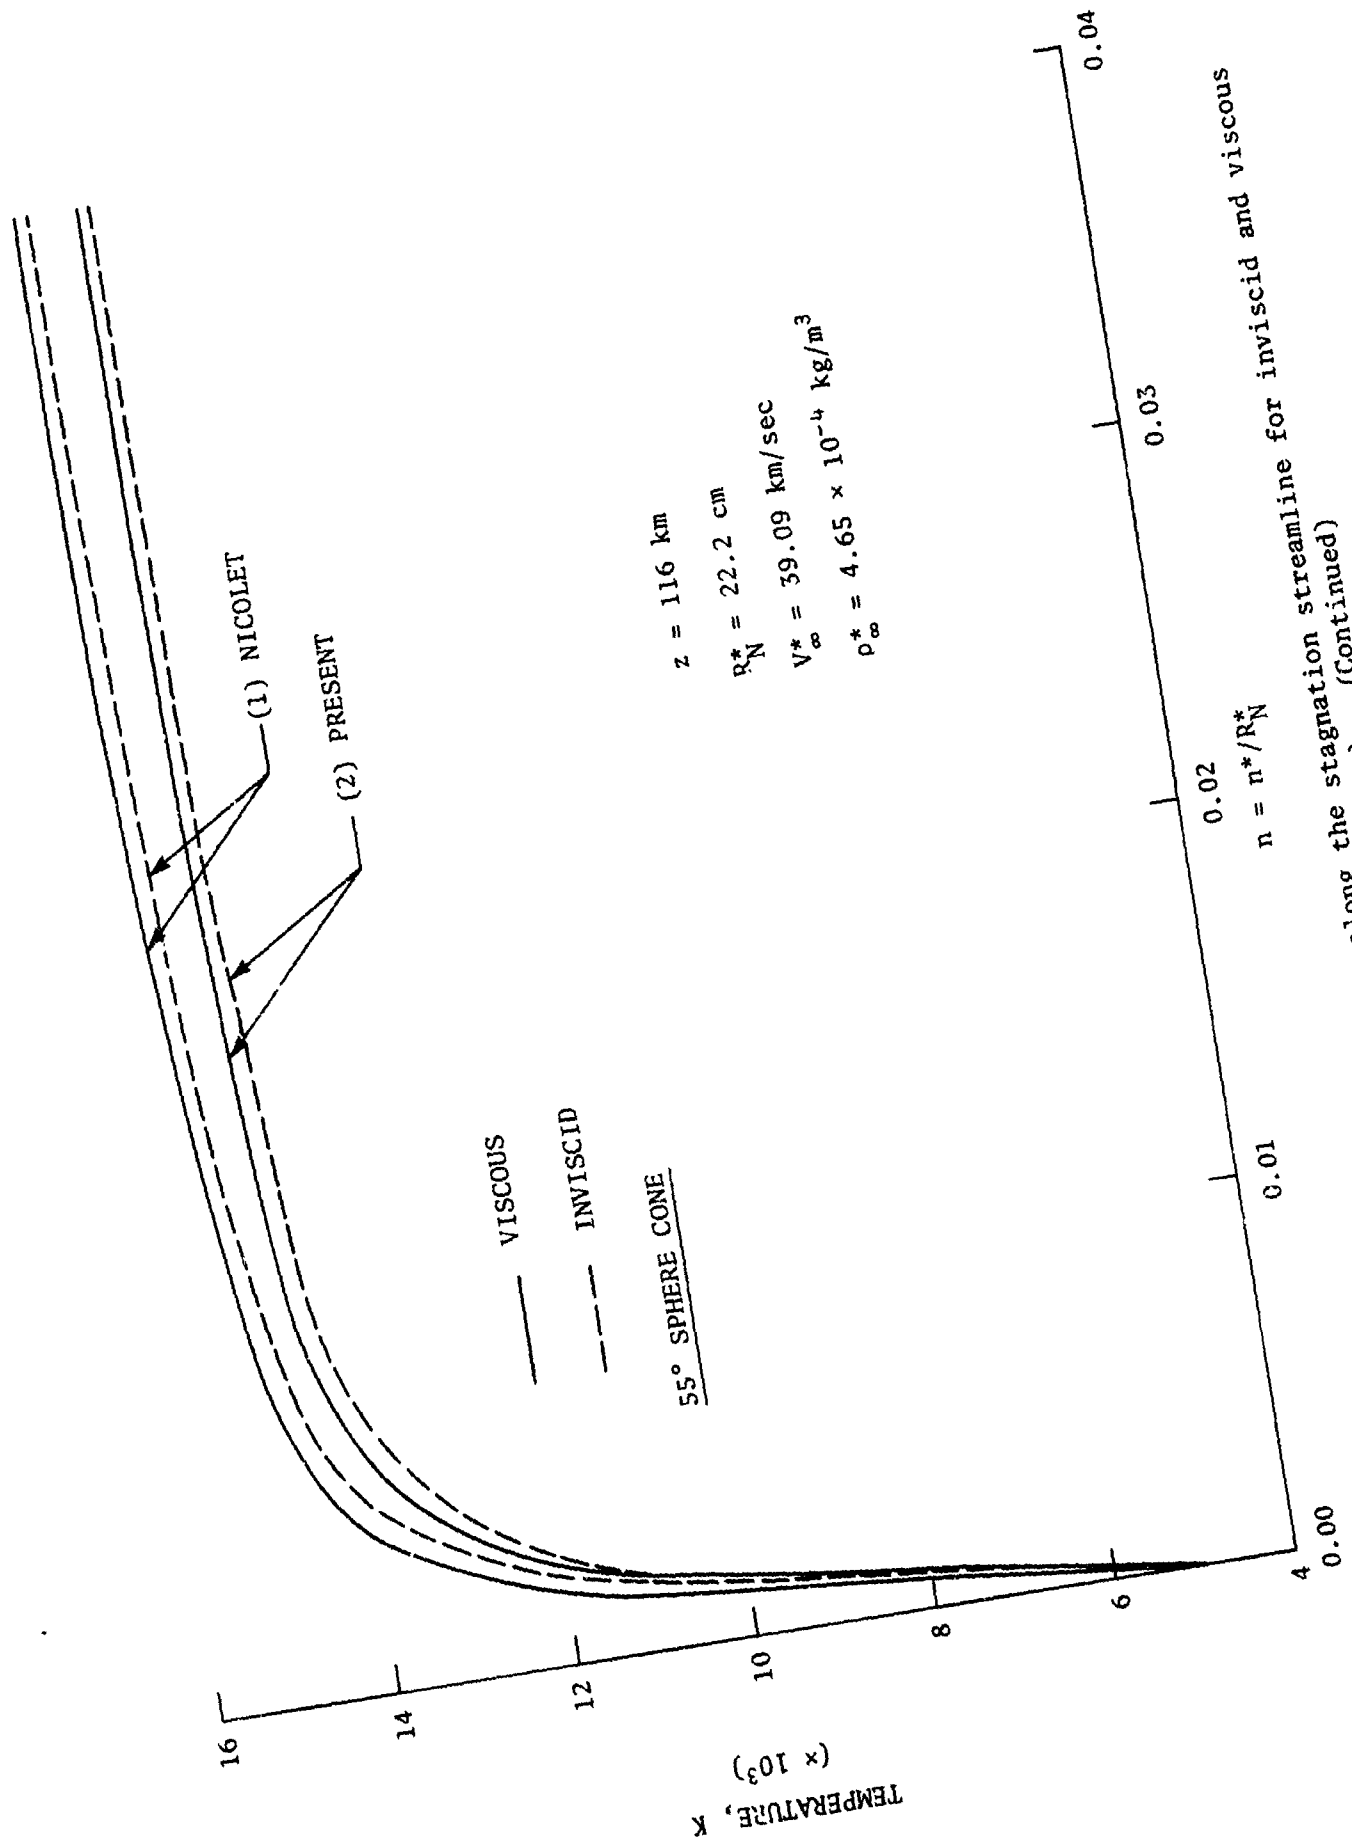 (1) NICOLET
(2) PRESENT
z = 116 km
R*N = 22.2 cm
V*∞ = 39.09 km/sec
ρ*∞ = 4.65 × 10⁻⁴ kg/m³
VISCOUS
INVISCID
55° SPHERE CONE
16
14
12
10
8
6
4
TEMPERATURE, K
(× 10³)
0.00
0.01
0.02
0.03
0.04
n = n*/R*N
along the stagnation streamline for inviscid and viscous
(Continued)